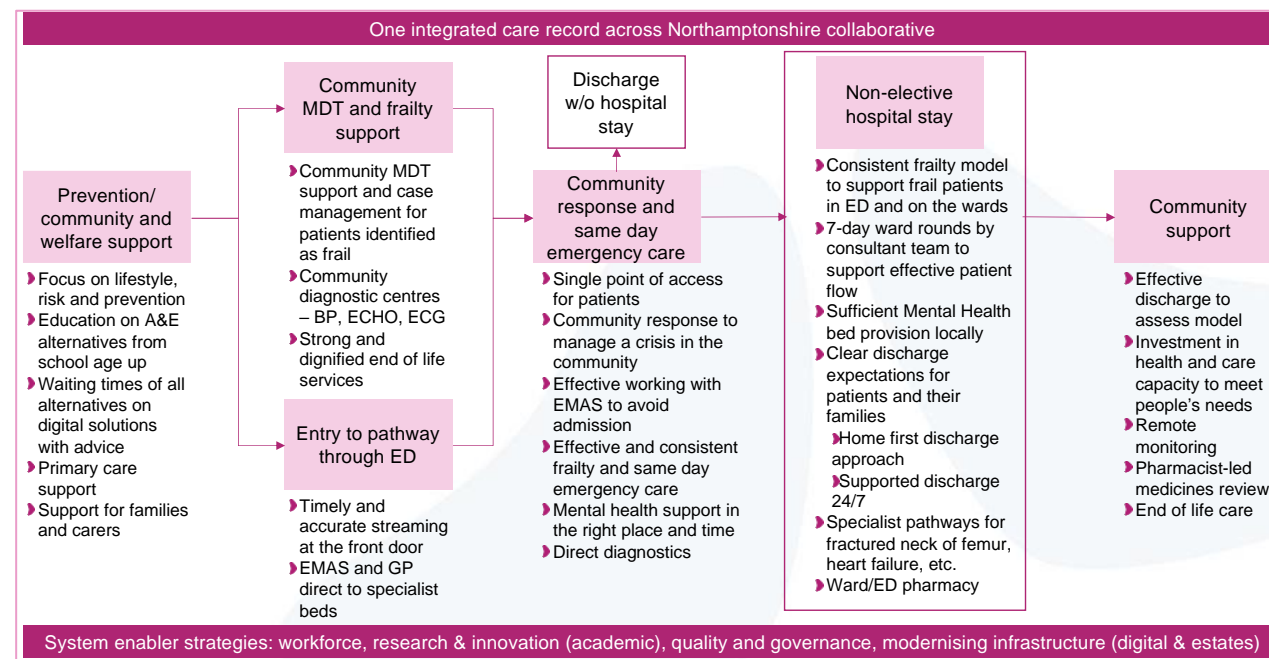 One integrated care record across Northamptonshire collaborative
Prevention/
community and
welfare support
❥Focus on lifestyle,
risk and prevention
❥Education on A&E
alternatives from
school age up
❥Waiting times of all
alternatives on
digital solutions
with advice
❥Primary care
support
❥Support for families
and carers
Community
MDT and frailty
support
❥Community MDT
support and case
management for
patients identified
as frail
❥Community
diagnostic centres
– BP, ECHO, ECG
❥Strong and
dignified end of life
services
Entry to pathway
through ED
❥Timely and
accurate streaming
at the front door
❥EMAS and GP
direct to specialist
beds
Discharge
w/o hospital
stay
Community
response and
same day
emergency care
❥Single point of access
for patients
❥Community response to
manage a crisis in the
community
❥Effective working with
EMAS to avoid
admission
❥Effective and consistent
frailty and same day
emergency care
❥Mental health support in
the right place and time
❥Direct diagnostics
Non-elective
hospital stay
❥Consistent frailty model
to support frail patients
in ED and on the wards
❥7-day ward rounds by
consultant team to
support effective patient
flow
❥Sufficient Mental Health
bed provision locally
❥Clear discharge
expectations for
patients and their
families
❥Home first discharge
approach
❥Supported discharge
24/7
❥Specialist pathways for
fractured neck of femur,
heart failure, etc.
❥Ward/ED pharmacy
Community
support
❥Effective
discharge to
assess model
❥Investment in
health and care
capacity to meet
people's needs
❥Remote
monitoring
❥Pharmacist-led
medicines review
❥End of life care
System enabler strategies: workforce, research & innovation (academic), quality and governance, modernising infrastructure (digital & estates)